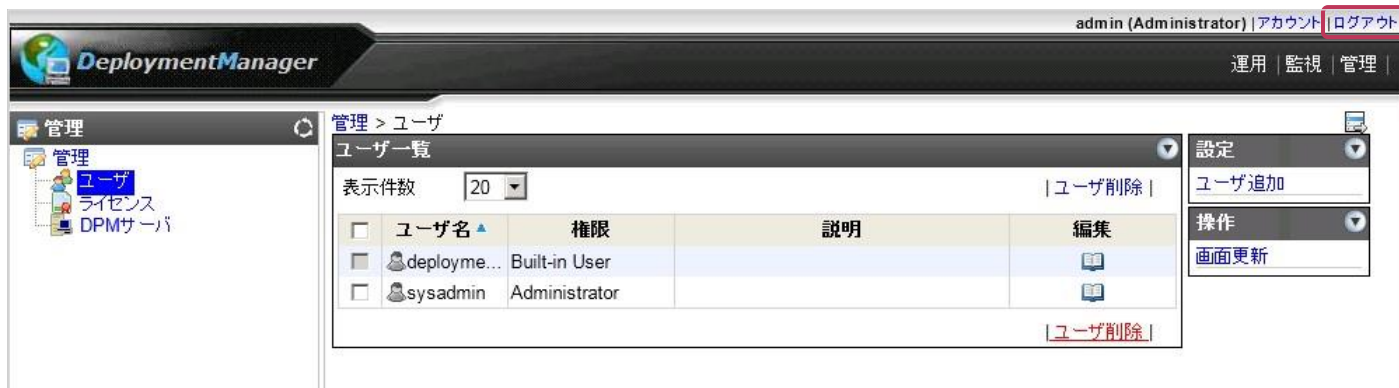 admin (Administrator) |アカウント |ログアウト
DeploymentManager
運用 |監視 |管理 |
管理
管理
ユーザ
ライセンス
DPMサーバ
管理 > ユーザ
ユーザ一覧
表示件数 20 |ユーザ削除 |
ユーザ名 権限 説明 編集
deployme... Built-in User
sysadmin Administrator
|ユーザ削除 |
設定
ユーザ追加
操作
画面更新